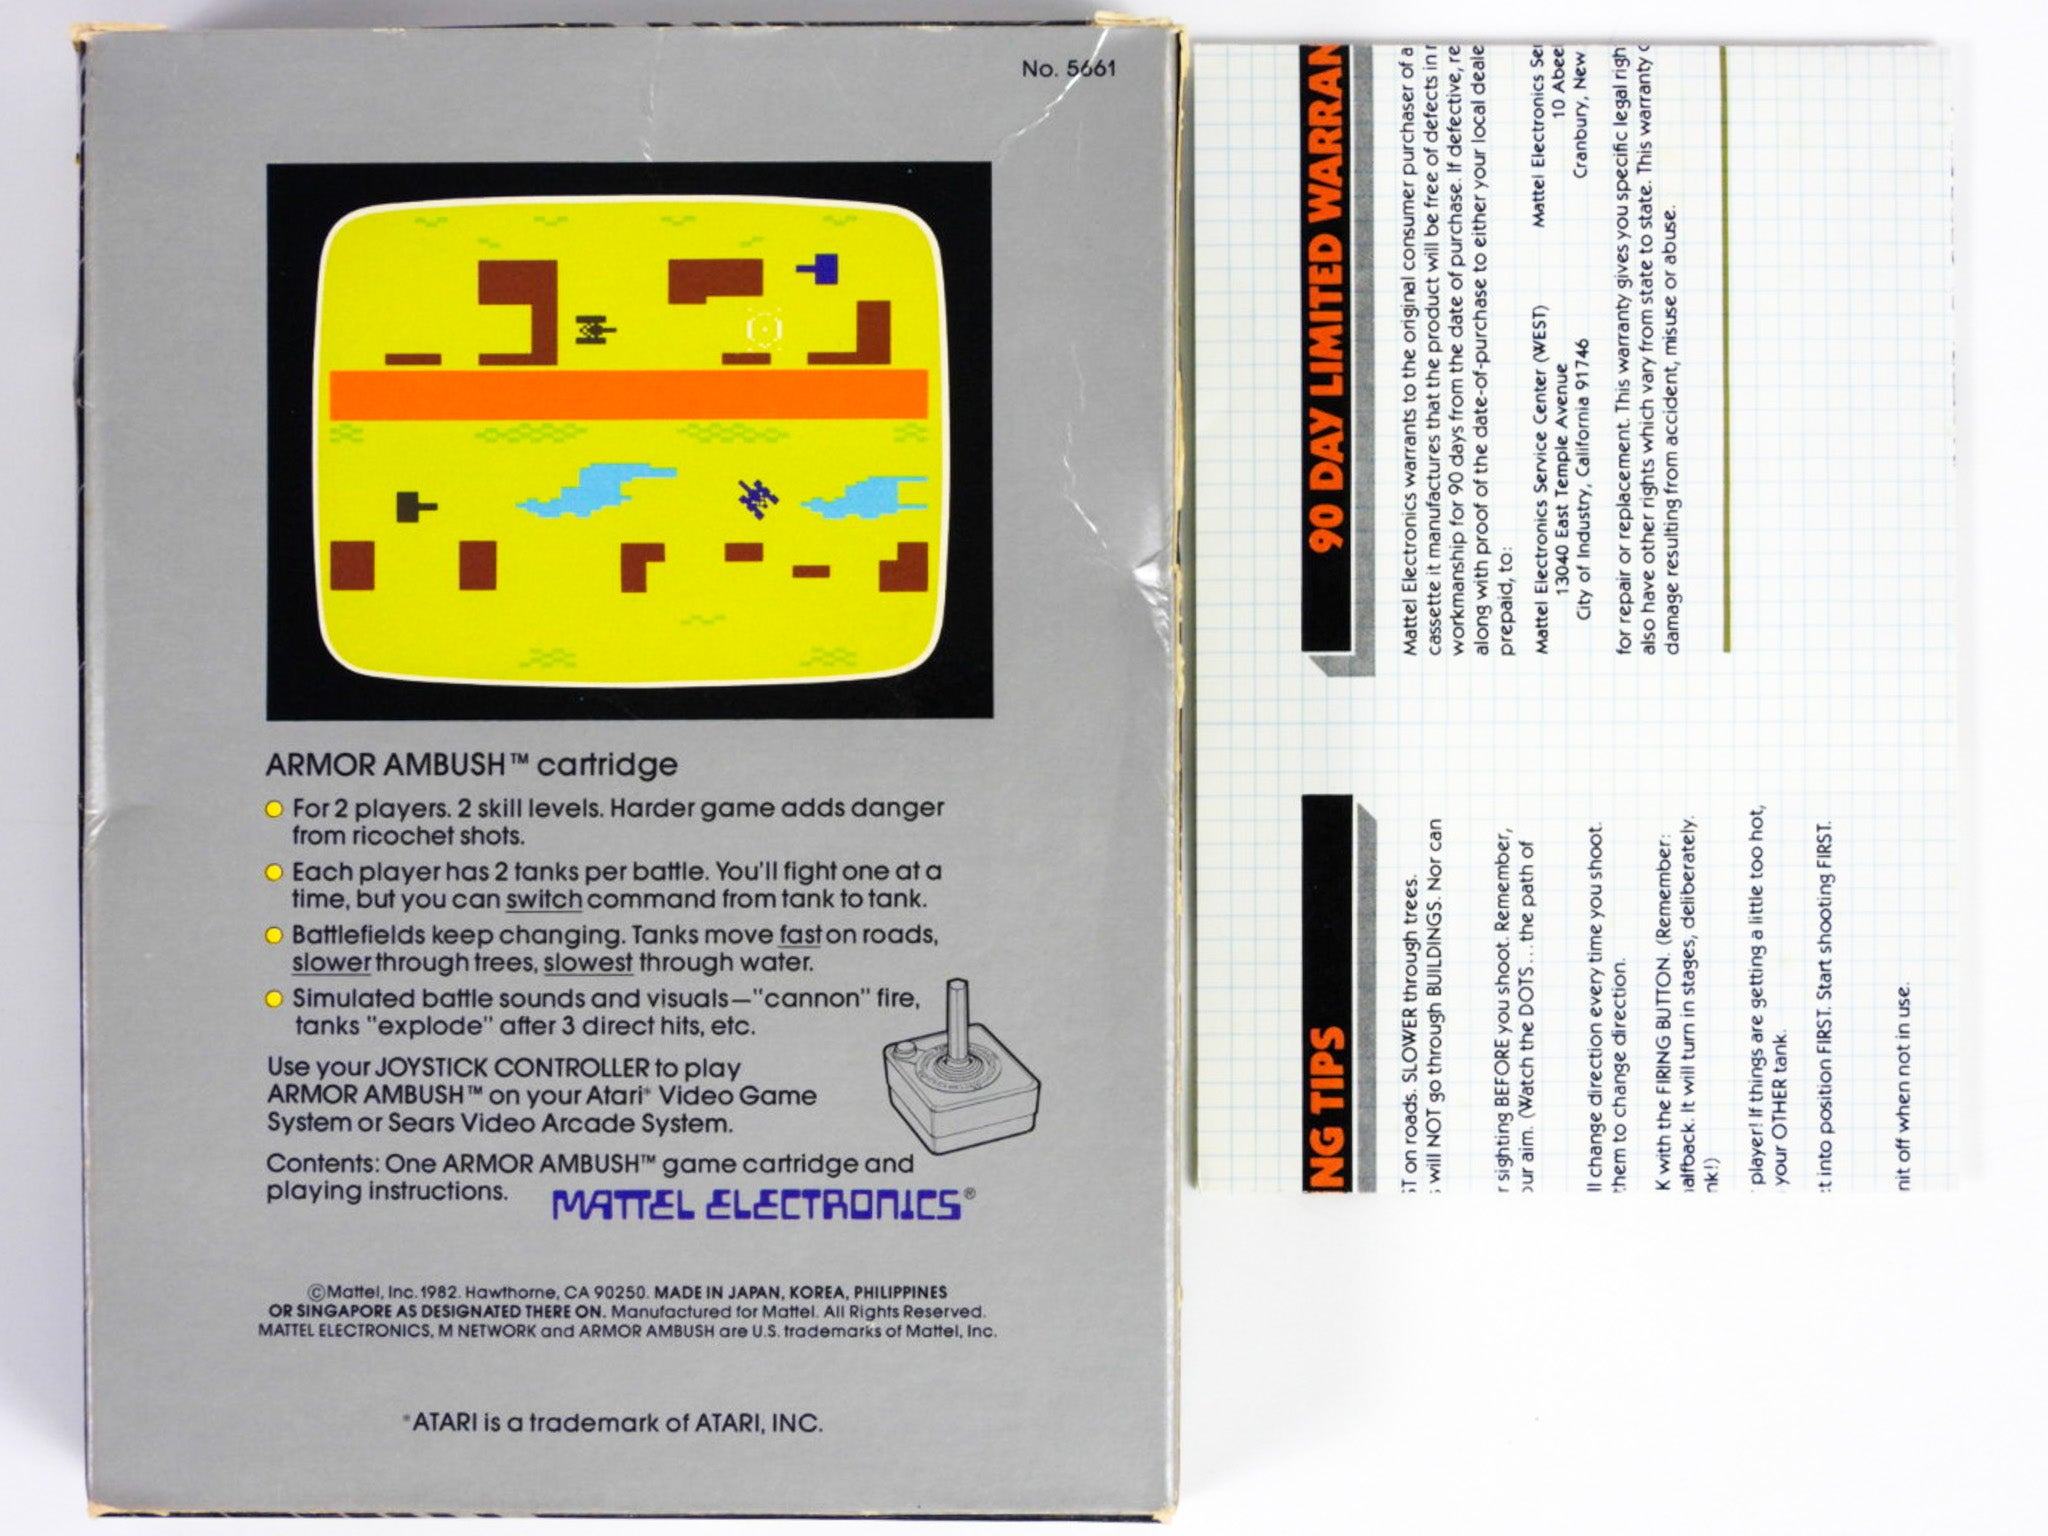 No. 5661
ARMOR AMBUSH™ cartridge
For 2 players. 2 skill levels. Harder game adds danger
from ricochet shots.
Each player has 2 tanks per battle. You'll fight one at a
time, but you can switch command from tank to tank.
Battlefields keep changing. Tanks move fast on roads,
slower through trees, slowest through water.
Simulated battle sounds and visuals—"cannon" fire,
tanks "explode" after 3 direct hits, etc.
Use your JOYSTICK CONTROLLER to play
ARMOR AMBUSH™ on your Atari* Video Game
System or Sears Video Arcade System.
Contents: One ARMOR AMBUSH™ game cartridge and
playing instructions.
MATTEL ELECTRONICS®
©Mattel, Inc. 1982. Hawthorne, CA 90250. MADE IN JAPAN, KOREA, PHILIPPINES
OR SINGAPORE AS DESIGNATED THERE ON. Manufactured for Mattel. All Rights Reserved.
MATTEL ELECTRONICS, M NETWORK and ARMOR AMBUSH are U.S. trademarks of Mattel, Inc.
*ATARI is a trademark of ATARI, INC.
NG TIPS
ST on roads. SLOWER through trees.
will NOT go through BUILDINGS. Nor can
r sighting BEFORE you shoot. Remember,
our aim. (Watch the DOTS...the path of
ll change direction every time you shoot.
them to change direction.
K with the FIRING BUTTON. (Remember:
halfback. It will turn in stages, deliberately.
nk!)
player! If things are getting a little too hot,
your OTHER tank.
et into position FIRST. Start shooting FIRST.
nit off when not in use.
90 DAY LIMITED WARRAN
Mattel Electronics warrants to the original consumer purchaser of a
cassette it manufactures that the product will be free of defects in
workmanship for 90 days from the date of purchase. If defective, re
along with proof of the date-of-purchase to either your local deale
prepaid, to:
Mattel Electronics Service Center (WEST) Mattel Electronics Se
13040 East Temple Avenue 10 Abee
City of Industry, California 91746 Cranbury, New
for repair or replacement. This warranty gives you specific legal righ
also have other rights which vary from state to state. This warranty
damage resulting from accident, misuse or abuse.